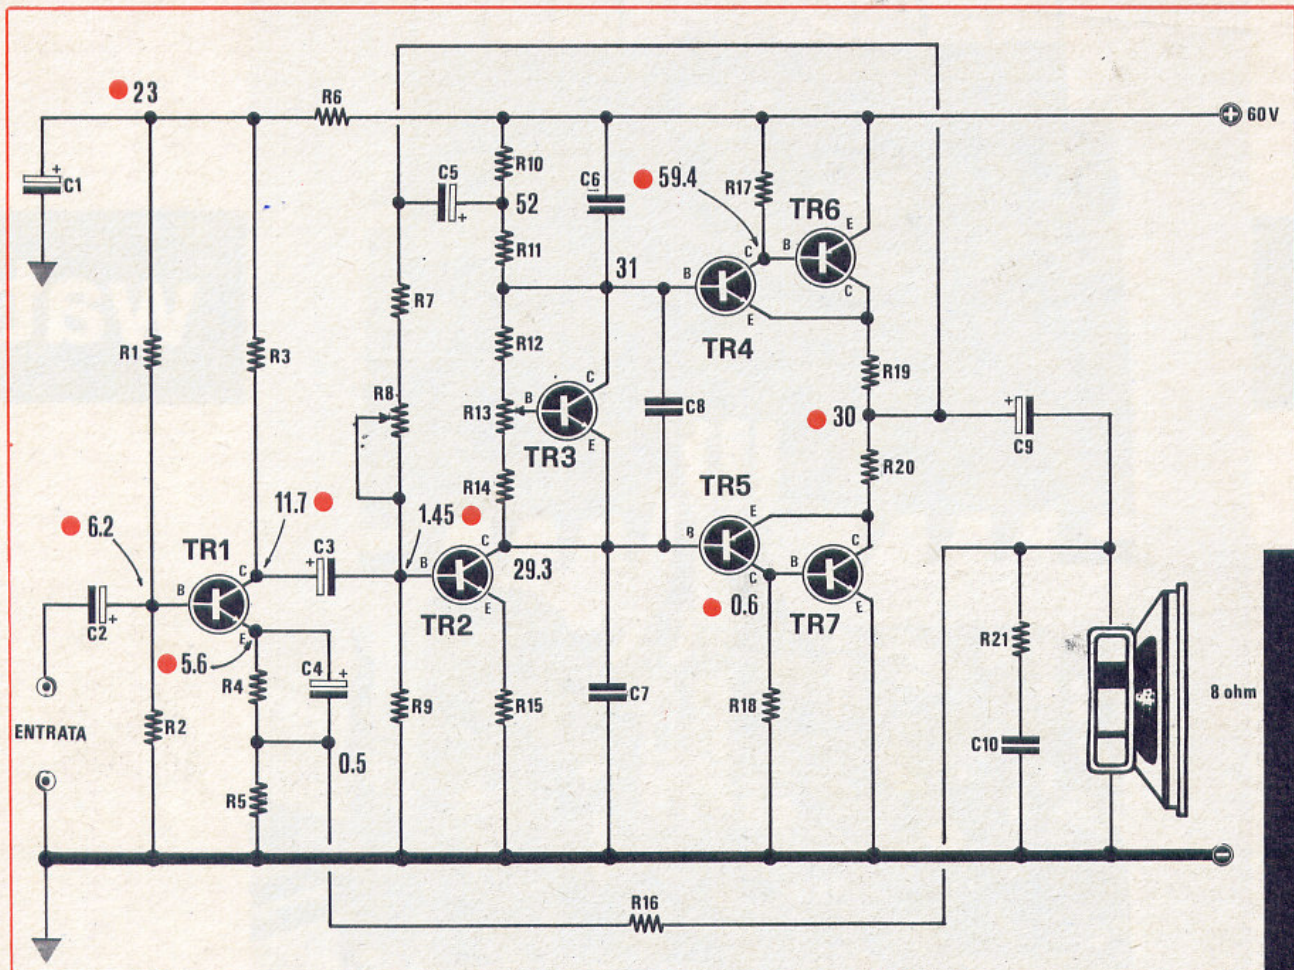 23
R6
60 V
C1
C5
R10
C6
59.4
R17
TR6
E
B
C
52
R11
31
C
B
E
R7
TR4
R1
R3
R12
R19
R8
C
B
E
R13
TR3
C8
30
C9
R20
R14
TR5
11.7
1.45
6.2
TR1
C3
C
B
E
29.3
E
B
C
C
B
E
C2
C
B
E
TR2
0.6
TR7
5.6
R4
C4
R21
8 ohm
ENTRATA
R2
R9
R15
C7
R18
0.5
C10
R5
R16